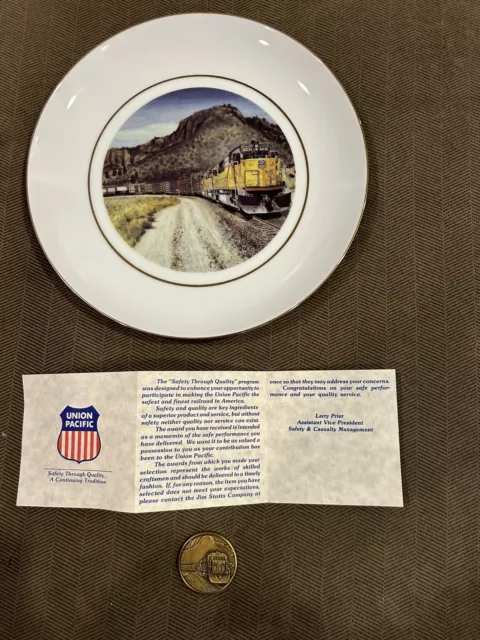 UNION
PACIFIC
Safety Through Quality...
A Continuing Tradition
The "Safety Through Quality" program
was designed to enhance your opportunity to
participate in making the Union Pacific the
safest and finest railroad in America.
Safety and quality are key ingredients
of a superior product and service, but without
safety neither quality nor service can exist.
The award you have received is intended
as a memento of the safe performance you
have delivered. We want it to be as valued a
possession to you as your contribution has
been to the Union Pacific.
The awards from which you made your
selection represent the works of skilled
craftsmen and should be delivered in a timely
fashion. If, for any reason, the item you have
selected does not meet your expectations,
please contact the Jim Stotts Company at
once so that they may address your concerns.
Congratulations on your safe perfor-
mance and your quality service.
Larry Prier
Assistant Vice President
Safety & Casualty Management